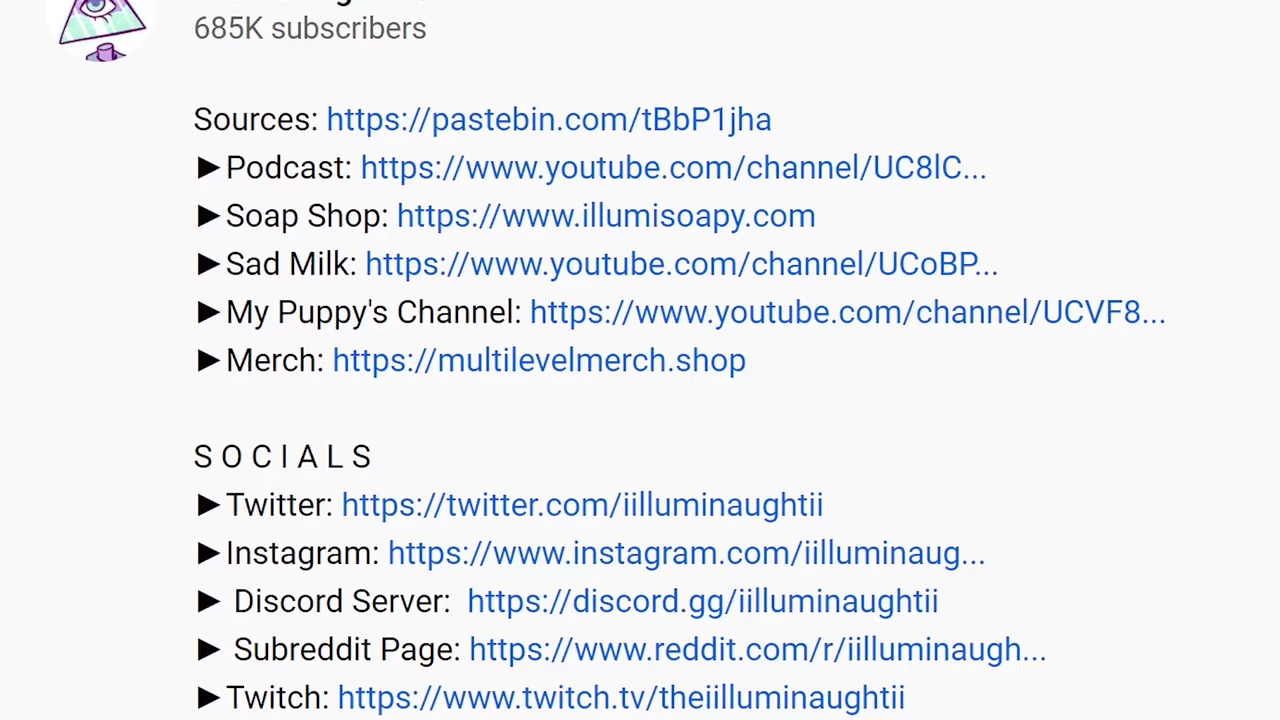 685K subscribers
Sources: https://pastebin.com/tBbP1jha
►Podcast: https://www.youtube.com/channel/UC8lC...
►Soap Shop: https://www.illumisoapy.com
►Sad Milk: https://www.youtube.com/channel/UCoBP...
►My Puppy's Channel: https://www.youtube.com/channel/UCVF8...
►Merch: https://multilevelmerch.shop
S O C I A L S
►Twitter: https://twitter.com/iilluminaughtii
►Instagram: https://www.instagram.com/iilluminaug...
► Discord Server:  https://discord.gg/iilluminaughtii
► Subreddit Page: https://www.reddit.com/r/iilluminaugh...
►Twitch: https://www.twitch.tv/theiilluminaughtii